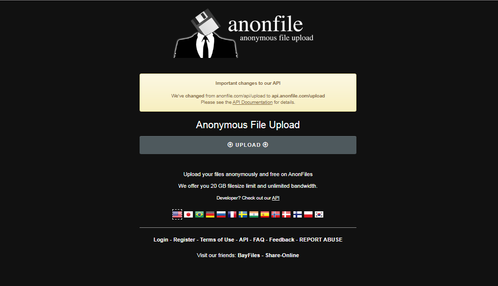 anonfile
anonymous file upload
Important changes to our API
We've changed from anonfile.com/api/upload to api.anonfile.com/upload
Please see the API Documentation for details.
Anonymous File Upload
UPLOAD
Upload your files anonymously and free on AnonFiles
We offer you 20 GB filesize limit and unlimited bandwidth.
Developer? Check out our API
Login - Register - Terms of Use - API - FAQ - Feedback - REPORT ABUSE
Visit our friends: BayFiles - Share-Online